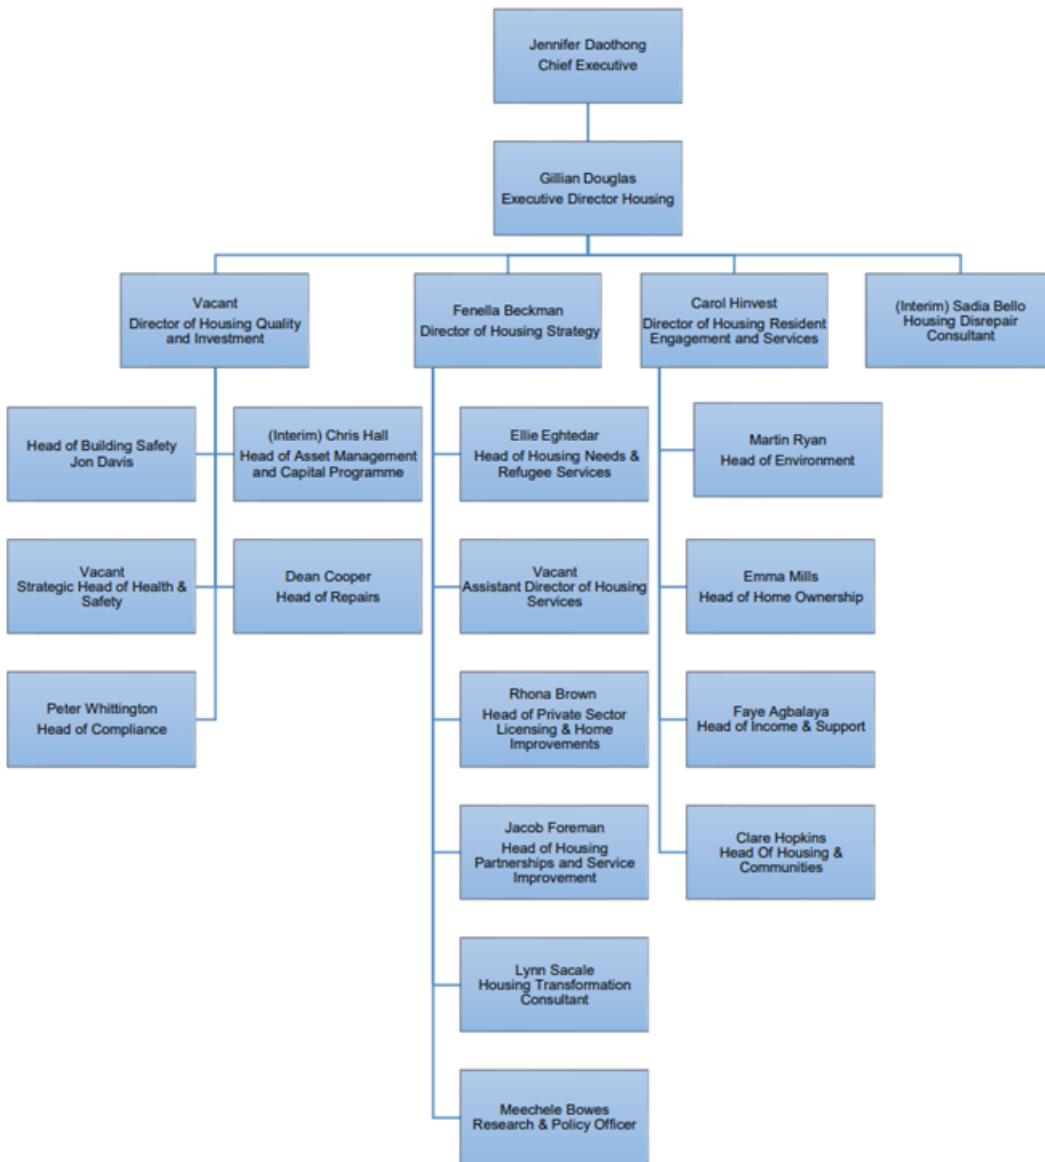 Jennifer Daothong
Chief Executive
Gillian Douglas
Executive Director Housing
Vacant
Director of Housing Quality
and Investment
Fenella Beckman
Director of Housing Strategy
Carol Hinvest
Director of Housing Resident
Engagement and Services
(Interim) Sadia Bello
Housing Disrepair
Consultant
Head of Building Safety
Jon Davis
(Interim) Chris Hall
Head of Asset Management
and Capital Programme
Vacant
Strategic Head of Health &
Safety
Dean Cooper
Head of Repairs
Peter Whittington
Head of Compliance
Ellie Eghtedar
Head of Housing Needs &
Refugee Services
Vacant
Assistant Director of Housing
Services
Rhona Brown
Head of Private Sector
Licensing & Home
Improvements
Jacob Foreman
Head of Housing
Partnerships and Service
Improvement
Lynn Sacale
Housing Transformation
Consultant
Meechele Bowes
Research & Policy Officer
Martin Ryan
Head of Environment
Emma Mills
Head of Home Ownership
Faye Agbalaya
Head of Income & Support
Clare Hopkins
Head Of Housing &
Communities